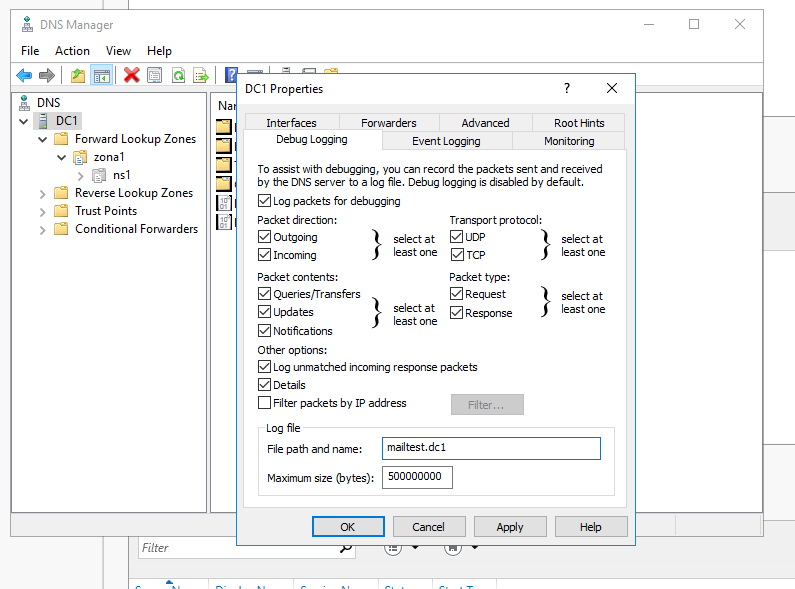 DNS Manager
File Action View Help
DNS
DC1
Forward Lookup Zones
zona1
ns1
Reverse Lookup Zones
Trust Points
Conditional Forwarders
DC1 Properties
Interfaces Forwarders Advanced Root Hints
Debug Logging Event Logging Monitoring
To assist with debugging, you can record the packets sent and received
by the DNS server to a log file. Debug logging is disabled by default.
Log packets for debugging
Packet direction: Transport protocol:
Outgoing UDP
Incoming TCP
select at
least one
select at
least one
Packet contents: Packet type:
Queries/Transfers Request
Updates Response
Notifications
select at
least one
select at
least one
Other options:
Log unmatched incoming response packets
Details
Filter packets by IP address Filter...
Log file
File path and name: mailtest.dc1
Maximum size (bytes): 500000000
OK Cancel Apply Help
Filter